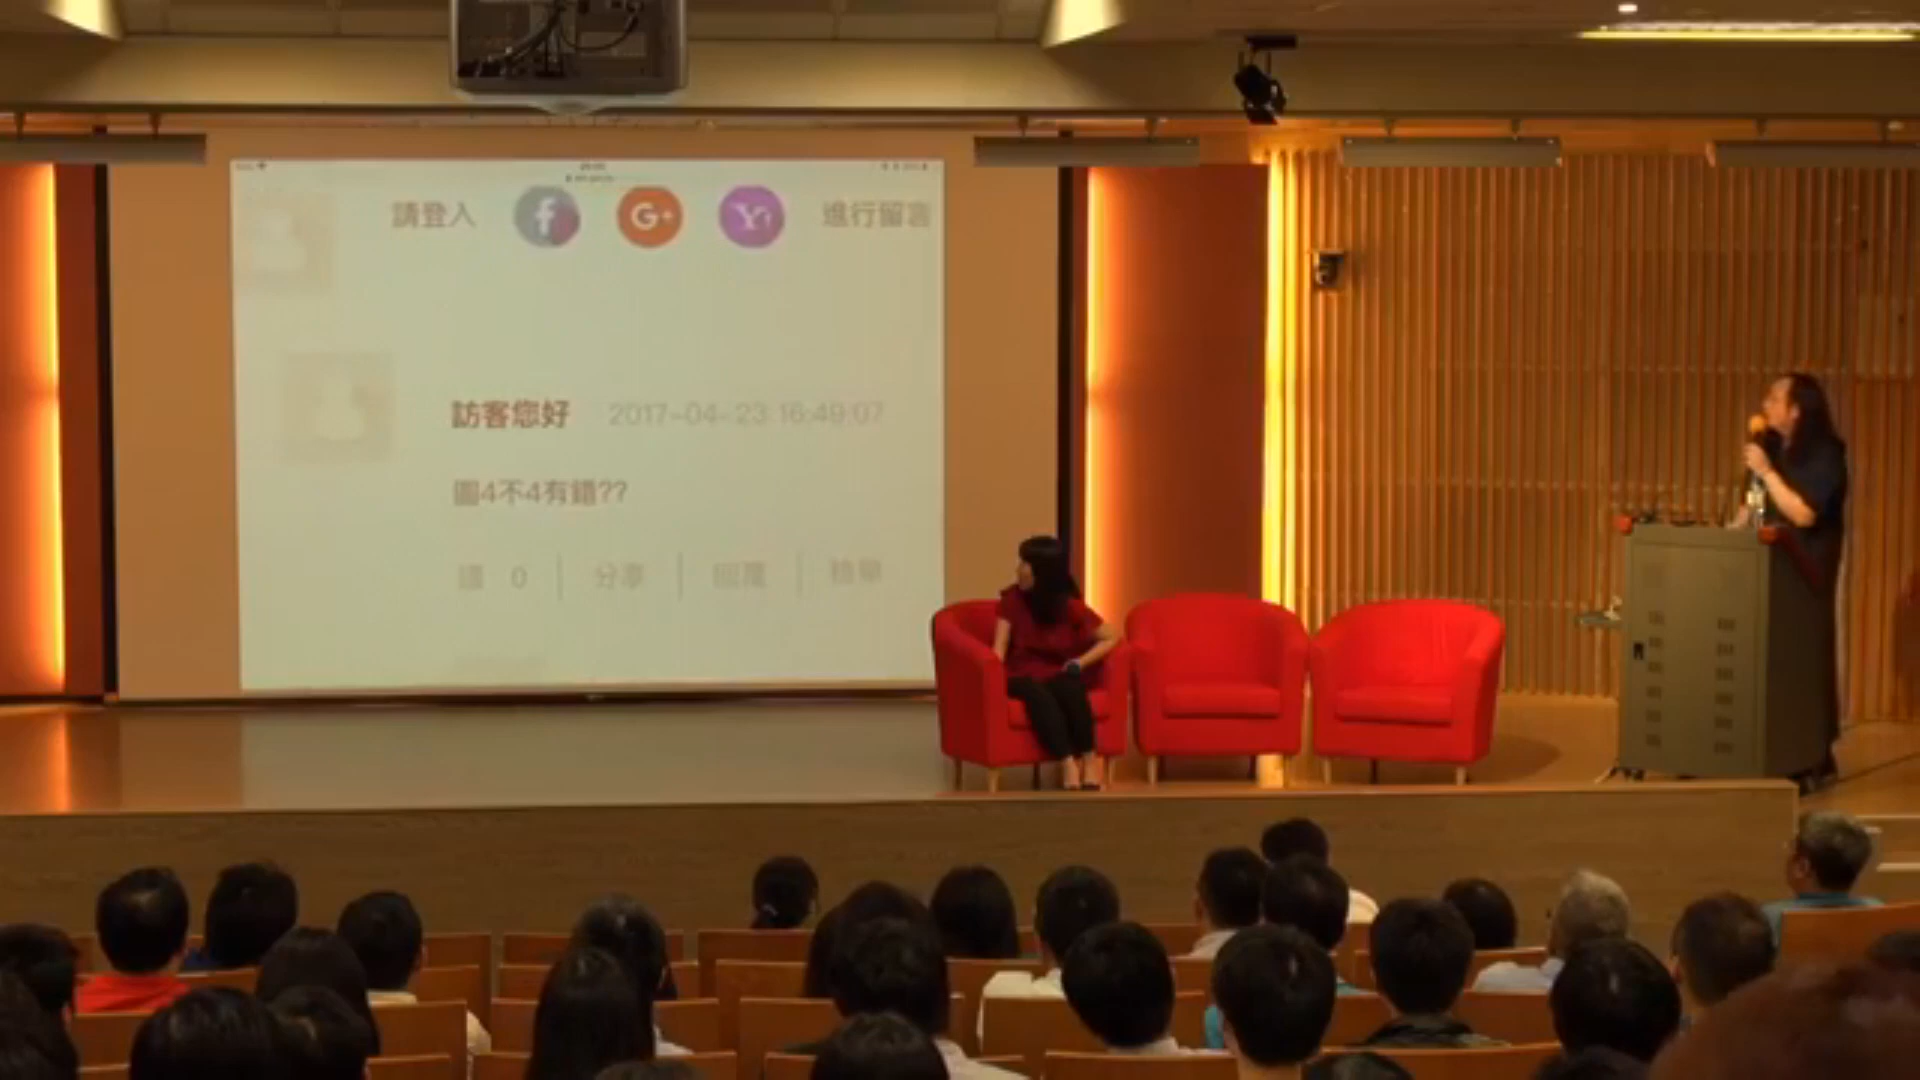 請登入 f G+ Y! 進行留言
訪客您好 2017-04-23 16:49:07
圖4不4有錯??
讚 0 分享 回覆 檢舉